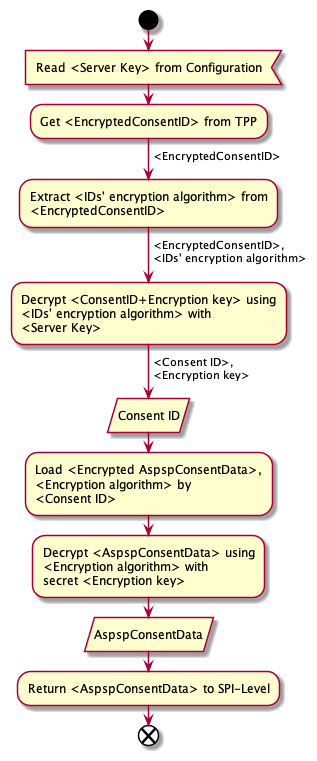 Read <Server Key> from Configuration
Get <EncryptedConsentID> from TPP
<EncryptedConsentID>
Extract <IDs' encryption algorithm> from
<EncryptedConsentID>
<EncryptedConsentID>,
<IDs' encryption algorithm>
Decrypt <ConsentID+Encryption key> using
<IDs' encryption algorithm> with
<Server Key>
<Consent ID>,
<Encryption key>
Consent ID
Load <Encrypted AspspConsentData>,
<Encryption algorithm> by
<Consent ID>
Decrypt <AspspConsentData> using
<Encryption algorithm> with
secret <Encryption key>
AspspConsentData
Return <AspspConsentData> to SPI-Level